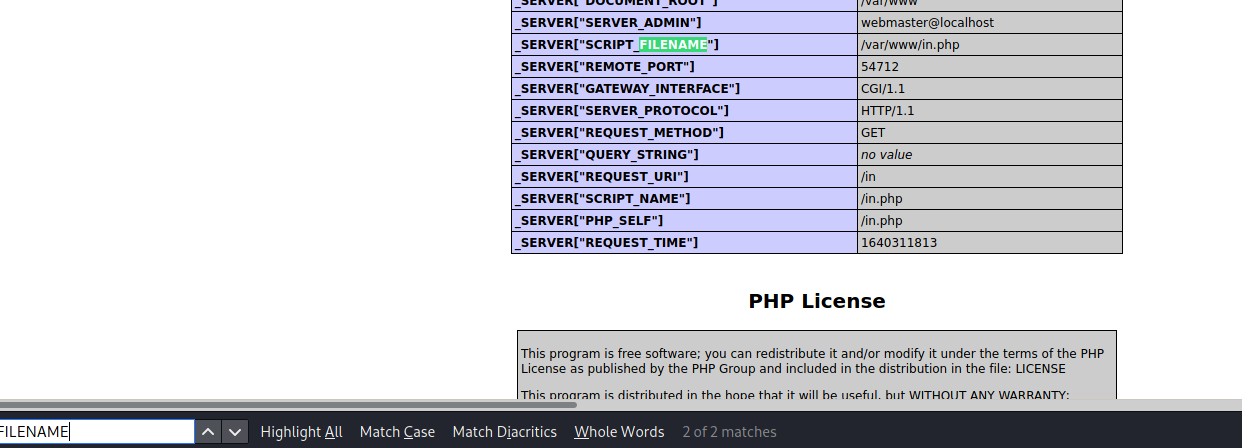 _SERVER["DOCUMENT_ROOT"] /var/www
_SERVER["SERVER_ADMIN"] webmaster@localhost
_SERVER["SCRIPT_FILENAME"] /var/www/in.php
_SERVER["REMOTE_PORT"] 54712
_SERVER["GATEWAY_INTERFACE"] CGI/1.1
_SERVER["SERVER_PROTOCOL"] HTTP/1.1
_SERVER["REQUEST_METHOD"] GET
_SERVER["QUERY_STRING"] no value
_SERVER["REQUEST_URI"] /in
_SERVER["SCRIPT_NAME"] /in.php
_SERVER["PHP_SELF"] /in.php
_SERVER["REQUEST_TIME"] 1640311813
PHP License
This program is free software; you can redistribute it and/or modify it under the terms of the PHP
License as published by the PHP Group and included in the distribution in the file: LICENSE
This program is distributed in the hope that it will be useful, but WITHOUT ANY WARRANTY;
FILENAME Highlight All Match Case Match Diacritics Whole Words 2 of 2 matches